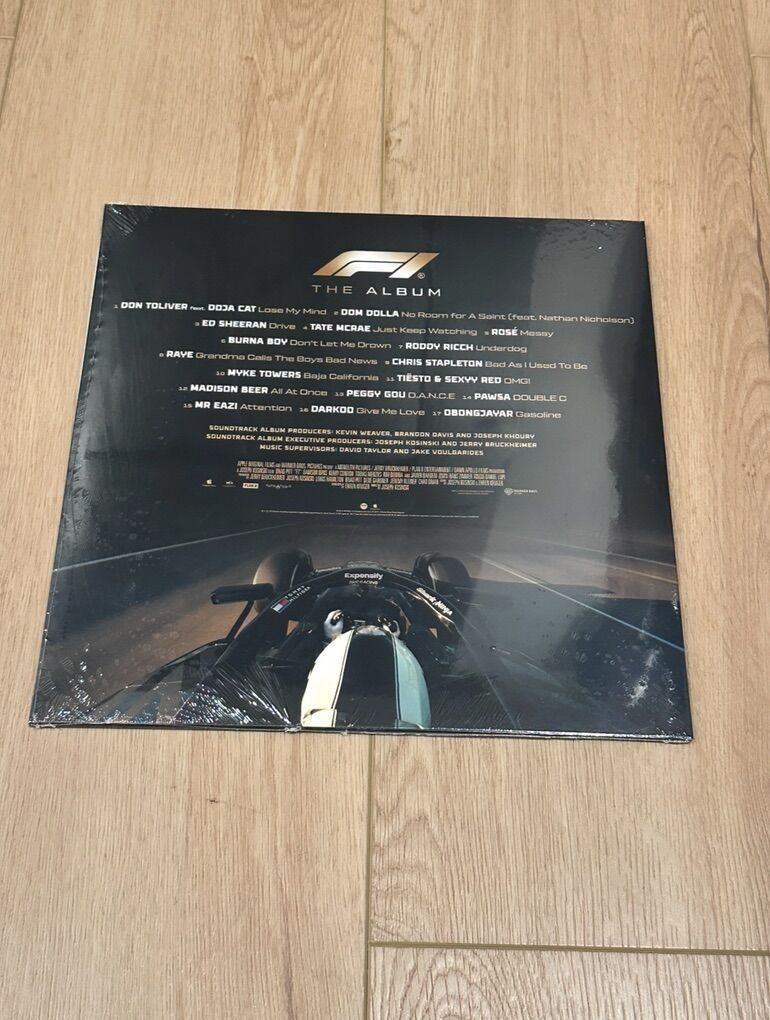 F1®
THE ALBUM
1 DON TOLIVER feat. DOJA CAT Lose My Mind 2 DOM DOLLA No Room for A Saint (feat. Nathan Nicholson)
3 ED SHEERAN Drive 4 TATE MCRAE Just Keep Watching 5 ROSÉ Messy
6 BURNA BOY Don't Let Me Drown 7 RODDY RICCH Underdog
8 RAYE Grandma Calls The Boys Bad News 9 CHRIS STAPLETON Bad As I Used To Be
10 MYKE TOWERS Baja California 11 TIËSTO & SEXYY RED OMG!
12 MADISON BEER All At Once 13 PEGGY GOU D.A.N.C.E 14 PAWSA DOUBLE C
15 MR EAZI Attention 16 DARKOO Give Me Love 17 OBONGJAYAR Gasoline
SOUNDTRACK ALBUM PRODUCERS: KEVIN WEAVER, BRANDON DAVIS AND JOSEPH KHOURY
SOUNDTRACK ALBUM EXECUTIVE PRODUCERS: JOSEPH KOSINSKI AND JERRY BRUCKHEIMER
MUSIC SUPERVISORS: DAVID TAYLOR AND JAKE VOULGARIDES
Expensify
TOMMY HILFIGER
Shark NINJA